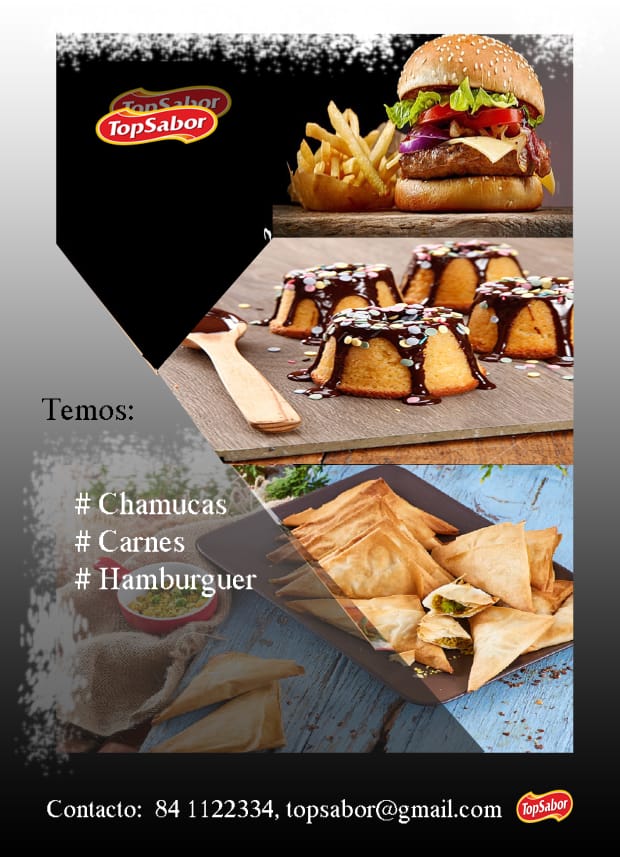 TopSabor
TopSabor
Temos:
# Chamucas
# Carnes
# Hamburguer
Contacto: 84 1122334, topsabor@gmail.com
TopSabor